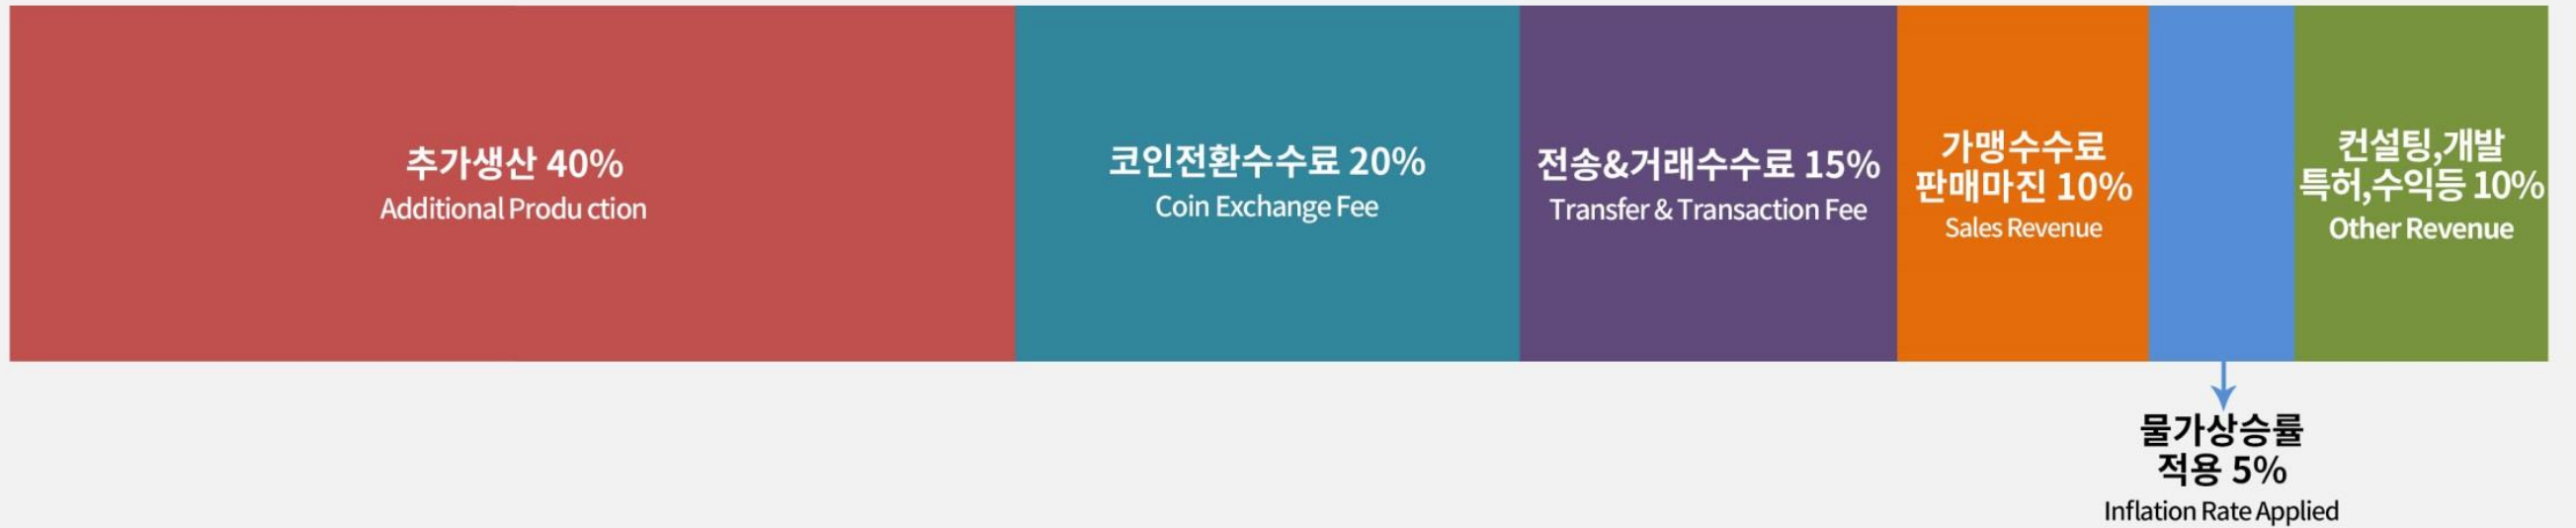 추가생산 40%
Additional Produ ction
코인전환수수료 20%
Coin Exchange Fee
전송&거래수수료 15%
Transfer & Transaction Fee
가맹수수료
판매마진 10%
Sales Revenue
컨설팅,개발
특허,수익등 10%
Other Revenue
물가상승률
적용 5%
Inflation Rate Applied